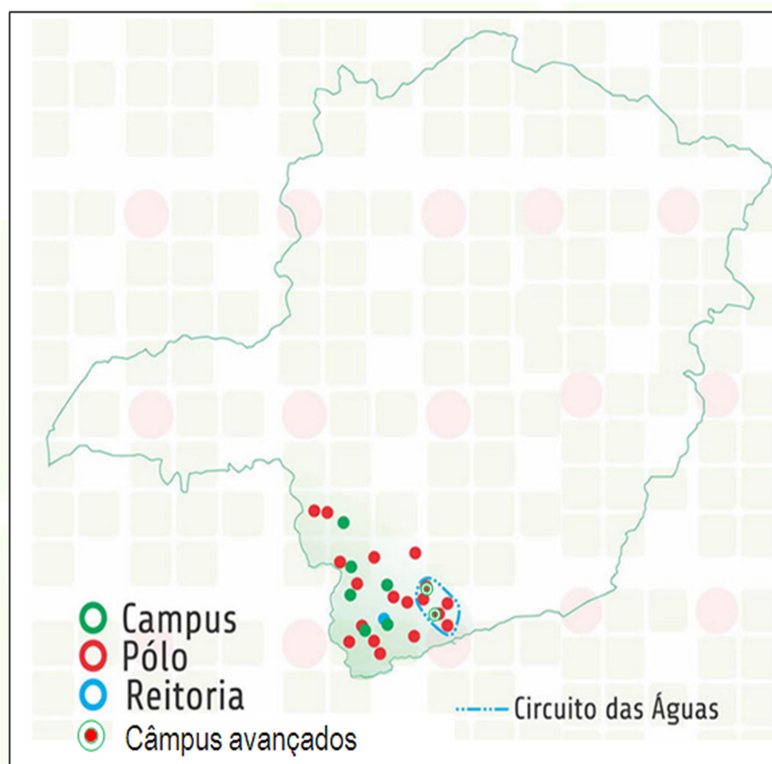 Campus
Pólo
Reitoria
Câmpus avançados
Circuito das Águas